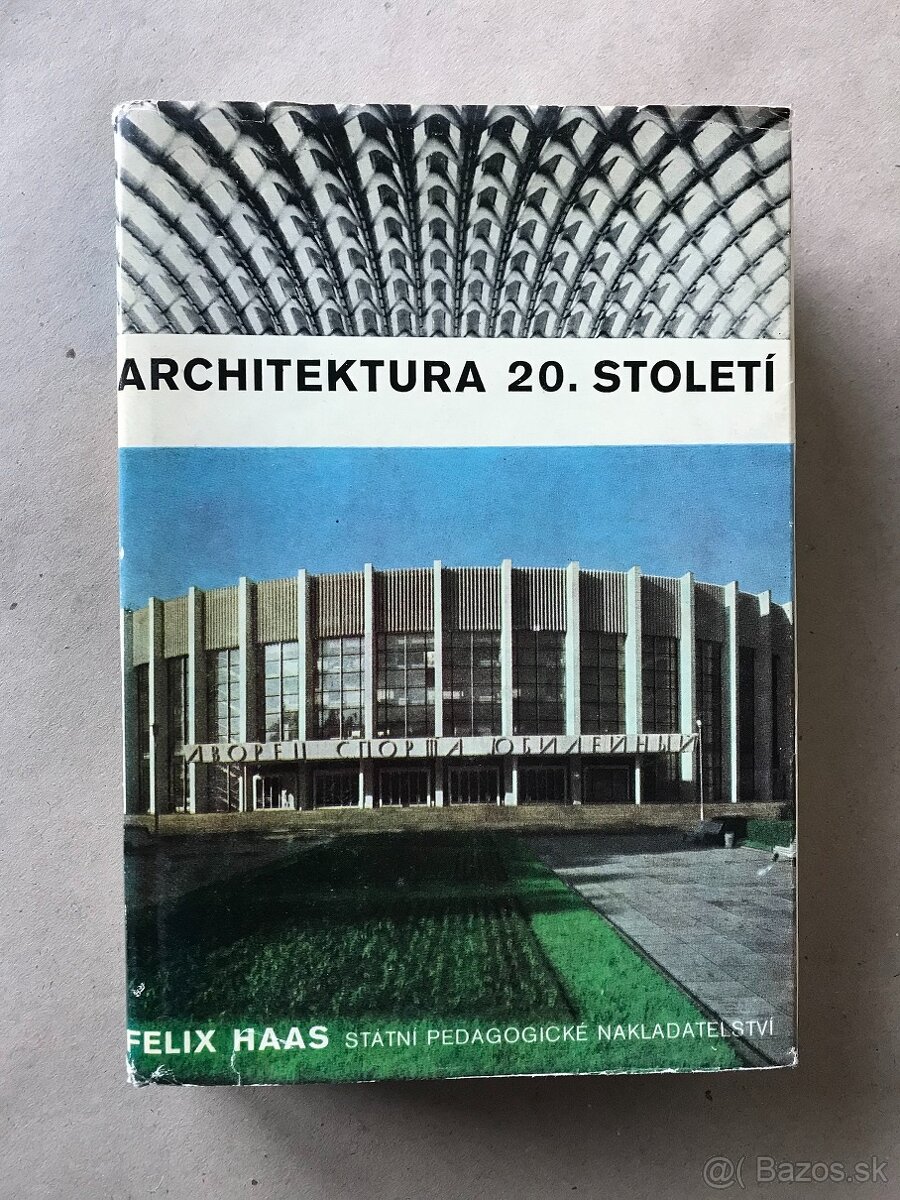 ARCHITEKTURA 20. STOLETÍ
ДВОРЕЦ СПОРТА ЮБИЛЕЙНЫЙ
FELIX HAAS STÁTNÍ PEDAGOGICKÉ NAKLADATELSTVÍ
@( Bazos.sk